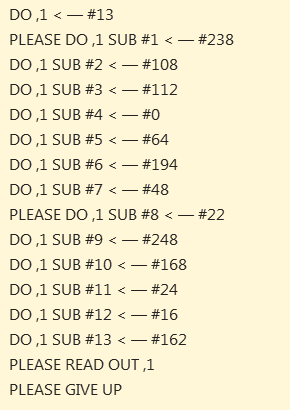 DO ,1 < — #13
PLEASE DO ,1 SUB #1 < — #238
DO ,1 SUB #2 < — #108
DO ,1 SUB #3 < — #112
DO ,1 SUB #4 < — #0
DO ,1 SUB #5 < — #64
DO ,1 SUB #6 < — #194
DO ,1 SUB #7 < — #48
PLEASE DO ,1 SUB #8 < — #22
DO ,1 SUB #9 < — #248
DO ,1 SUB #10 < — #168
DO ,1 SUB #11 < — #24
DO ,1 SUB #12 < — #16
DO ,1 SUB #13 < — #162
PLEASE READ OUT ,1
PLEASE GIVE UP